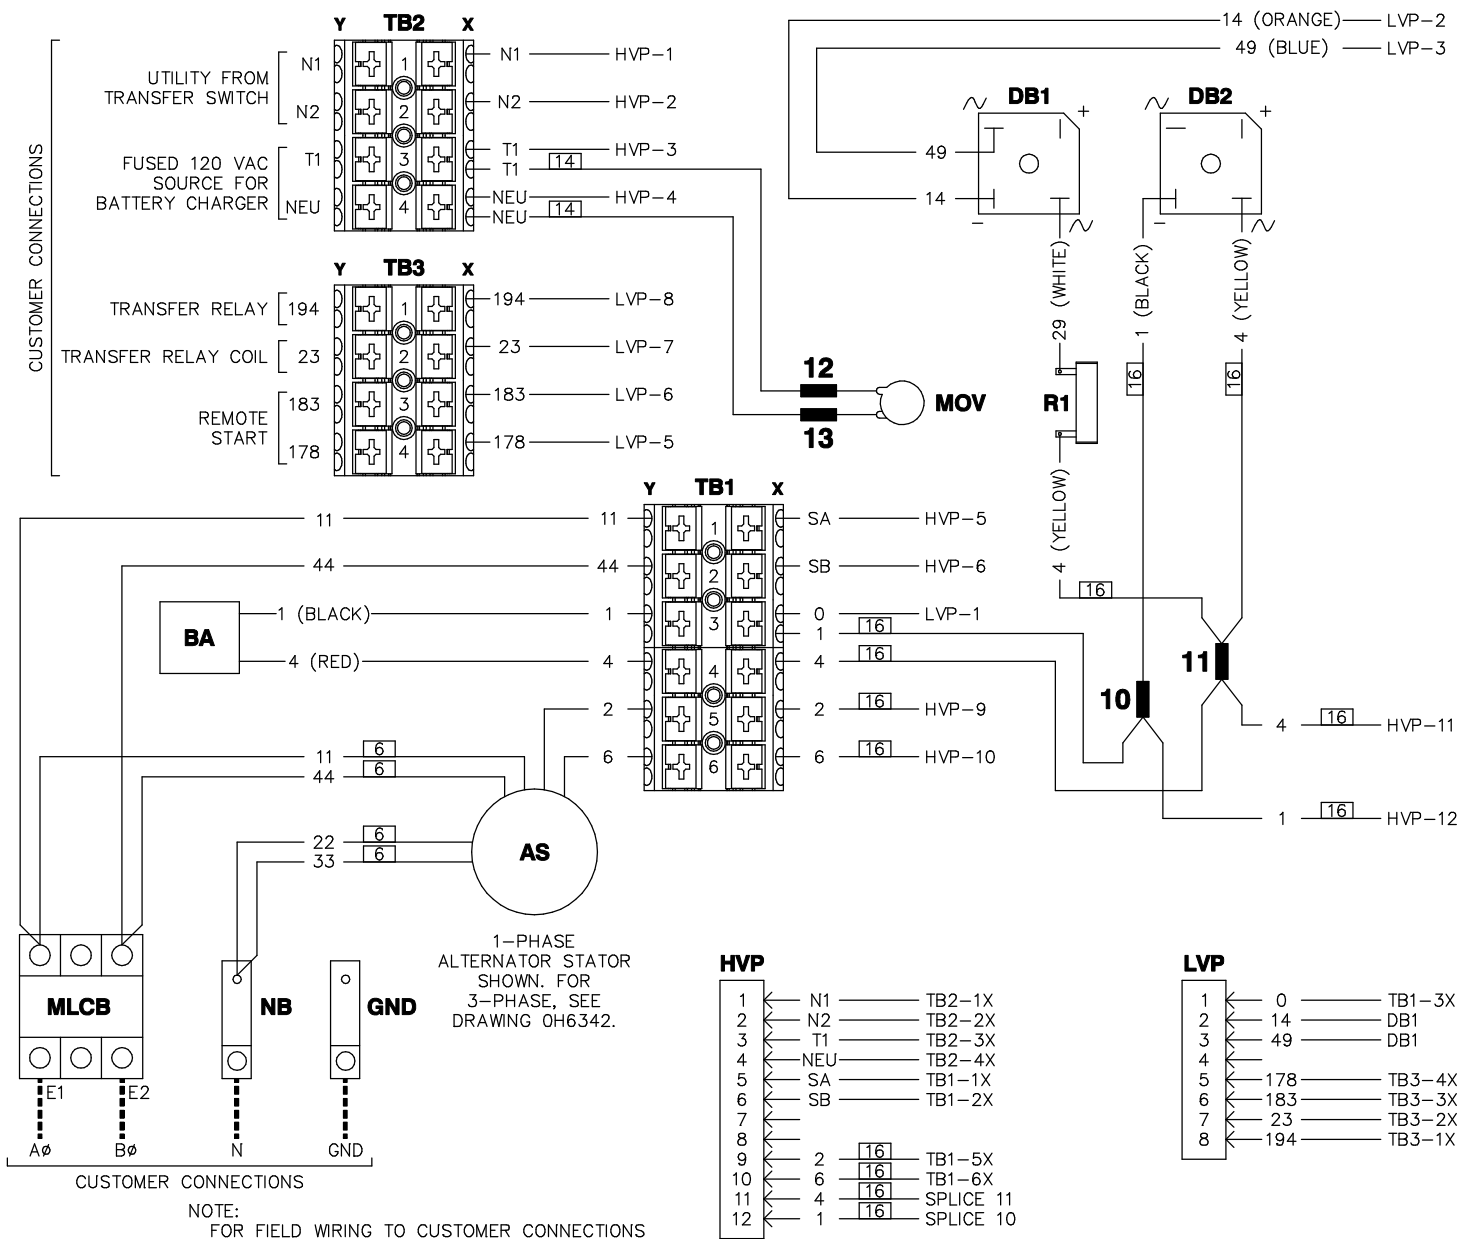 Y TB2 X
14 (ORANGE) LVP-2
49 (BLUE) LVP-3
CUSTOMER CONNECTIONS
UTILITY FROM
TRANSFER SWITCH
N1
N2
FUSED 120 VAC
SOURCE FOR
BATTERY CHARGER
T1
NEU
1
2
3
4
N1 HVP-1
N2 HVP-2
T1 HVP-3
T1 14
NEU HVP-4
NEU 14
DB1
DB2
~ +
- ~
~ +
- ~
49
14
29 (WHITE)
1 (BLACK)
4 (YELLOW)
16
16
R1
4 (YELLOW)
16
Y TB3 X
TRANSFER RELAY 194
TRANSFER RELAY COIL 23
REMOTE
START
183
178
1
2
3
4
194 LVP-8
23 LVP-7
183 LVP-6
178 LVP-5
12
13
MOV
Y TB1 X
11 11 1 SA HVP-5
44 44 2 SB HVP-6
BA
1 (BLACK) 1 3 0 LVP-1
1 16
4 (RED) 4 4 4 16
2 5 2 16 HVP-9
6 6 6 16 HVP-10
11
10
4 16 HVP-11
1 16 HVP-12
11 6
44 6
22 6
33 6
AS
1-PHASE
ALTERNATOR STATOR
SHOWN. FOR
3-PHASE, SEE
DRAWING 0H6342.
MLCB
NB
GND
E1
E2
AØ
BØ
N
GND
CUSTOMER CONNECTIONS
NOTE:
FOR FIELD WIRING TO CUSTOMER CONNECTIONS
HVP
1 N1 TB2-1X
2 N2 TB2-2X
3 T1 TB2-3X
4 NEU TB2-4X
5 SA TB1-1X
6 SB TB1-2X
7
8
9 2 16 TB1-5X
10 6 16 TB1-6X
11 4 16 SPLICE 11
12 1 16 SPLICE 10
LVP
1 0 TB1-3X
2 14 DB1
3 49 DB1
4
5 178 TB3-4X
6 183 TB3-3X
7 23 TB3-2X
8 194 TB3-1X